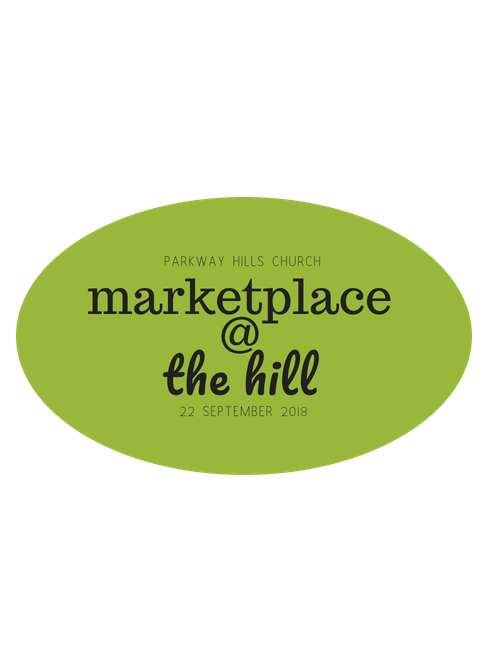 PARKWAY HILLS CHURCH
marketplace
@
the hill
22 SEPTEMBER 2018